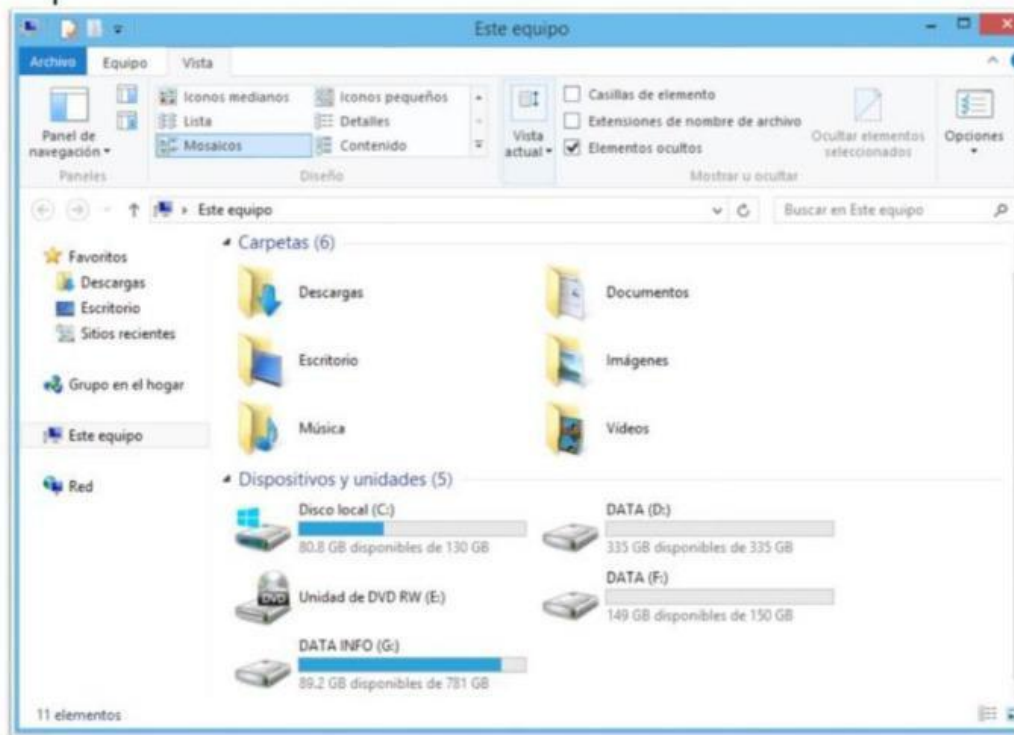 Este equipo
Archivo Equipo Vista
Panel de navegación
Iconos medianos Iconos pequeños
Lista Detalles
Mosaicos Contenido
Vista actual
Casillas de elemento
Extensiones de nombre de archivo
Elementos ocultos
Ocultar elementos seleccionados
Opciones
Paneles Diseño Mostrar u ocultar
Este equipo
Buscar en Este equipo
Favoritos
Descargas
Escritorio
Sitios recientes
Grupo en el hogar
Este equipo
Red
Carpetas (6)
Descargas Documentos
Escritorio Imágenes
Música Vídeos
Dispositivos y unidades (5)
Disco local (C:)
80.8 GB disponibles de 130 GB
DATA (D:)
335 GB disponibles de 335 GB
DVD
Unidad de DVD RW (E:)
DATA (F:)
149 GB disponibles de 150 GB
DATA INFO (G:)
89.2 GB disponibles de 781 GB
11 elementos